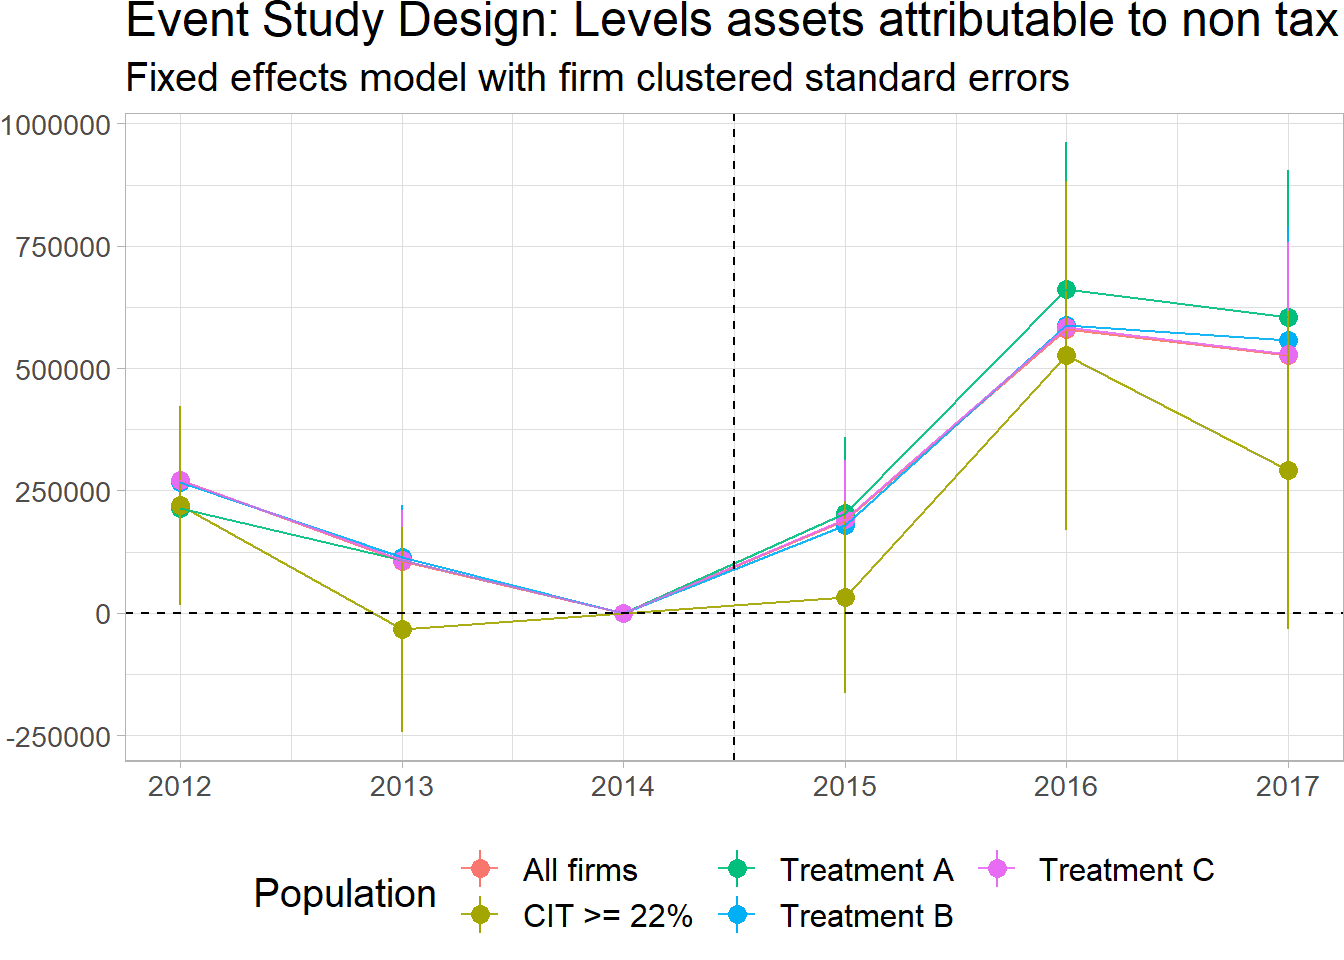 Event Study Design: Levels assets attributable to non tax
Fixed effects model with firm clustered standard errors
1000000
750000
500000
250000
0
-250000
2012 2013 2014 2015 2016 2017
Population
All firms Treatment A Treatment C
CIT >= 22% Treatment B